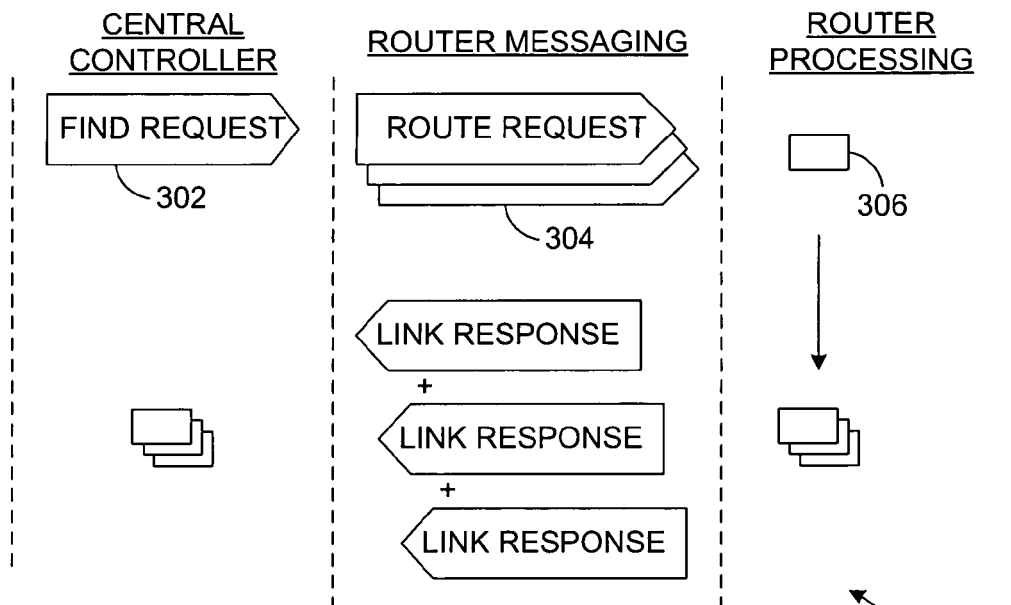 CENTRAL
CONTROLLER
ROUTER MESSAGING
ROUTER
PROCESSING
FIND REQUEST
302
ROUTE REQUEST
304
306
LINK RESPONSE
+
LINK RESPONSE
+
LINK RESPONSE